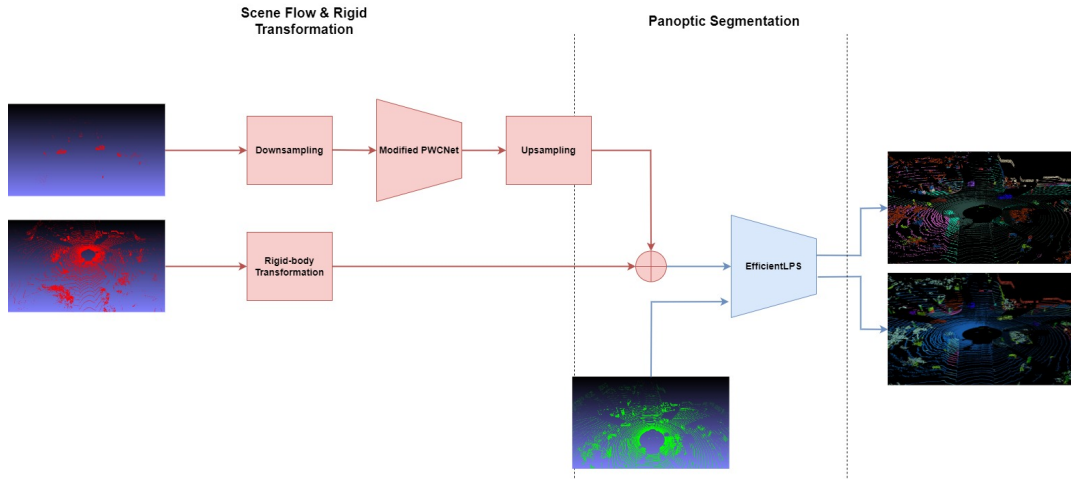 Scene Flow & Rigid
Transformation
Panoptic Segmentation
Downsampling
Modified PWCNet
Upsampling
Rigid-body
Transformation
EfficientLPS